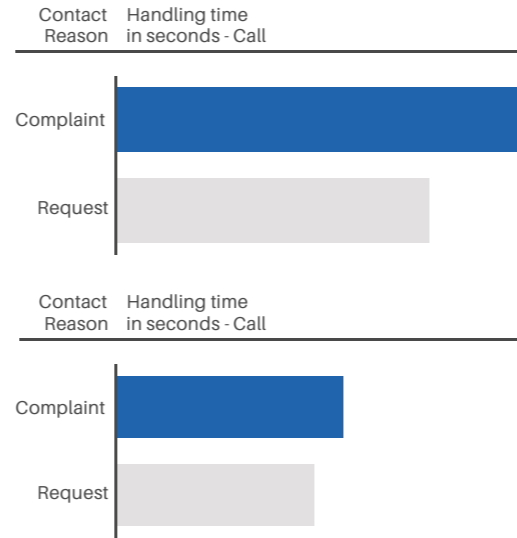 Contact Handling time
Reason in seconds - Call
Complaint
Request
Contact Handling time
Reason in seconds - Call
Complaint
Request